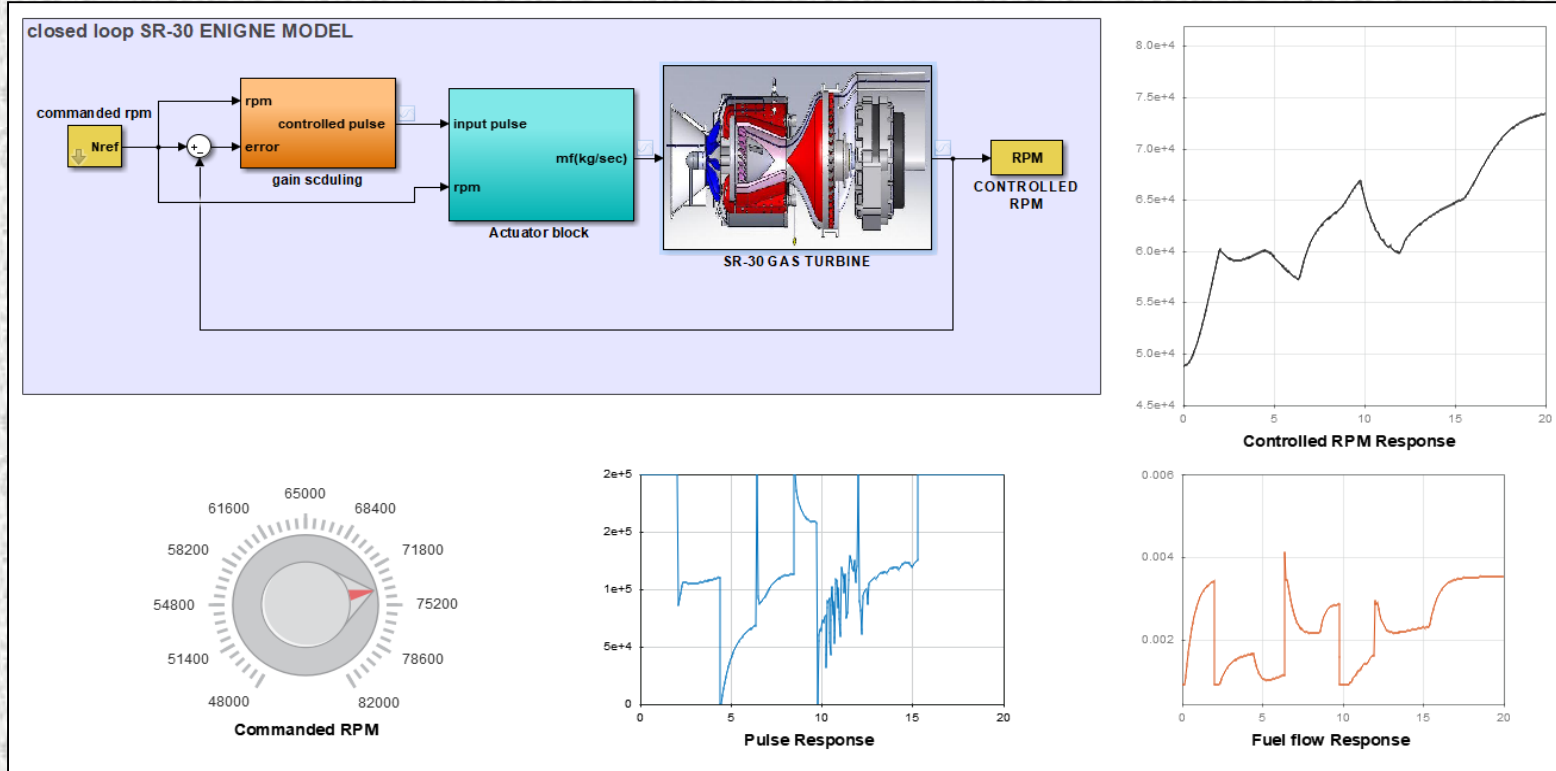 closed loop SR-30 ENIGNE MODEL
commanded rpm
Nref
+
-
rpm
controlled pulse
error
gain scduling
input pulse
mf(kg/sec)
rpm
Actuator block
SR-30 GAS TURBINE
RPM
CONTROLLED
RPM
8.0e+4
7.5e+4
7.0e+4
6.5e+4
6.0e+4
5.5e+4
5.0e+4
4.5e+4
0 5 10 15 20
Controlled RPM Response
65000
61600 68400
58200 71800
54800 75200
51400 78600
48000 82000
Commanded RPM
2e+5
2e+5
1e+5
1e+5
5e+4
0
0 5 10 15 20
Pulse Response
0.006
0.004
0.002
0 5 10 15 20
Fuel flow Response